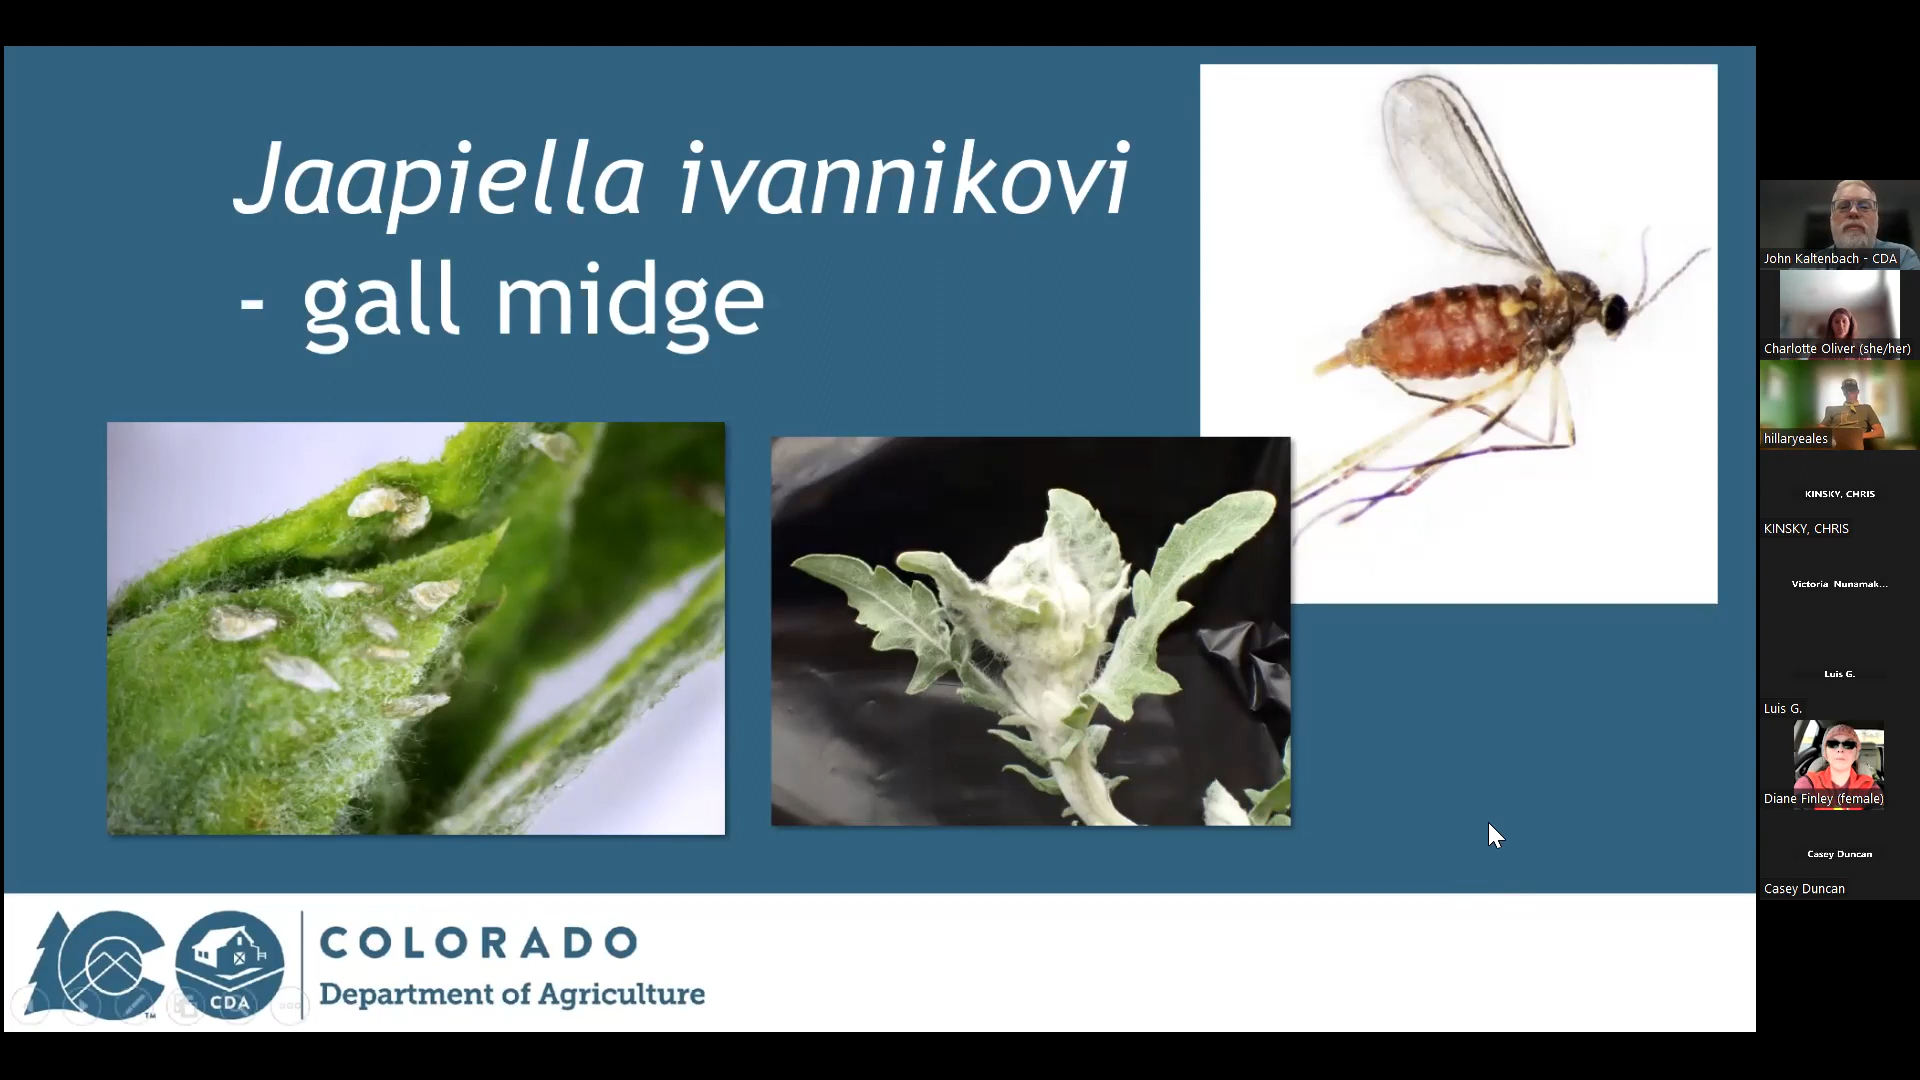 Jaapiella ivannikovi
- gall midge
CDA
TM
COLORADO
Department of Agriculture
John Kaltenbach - CDA
Charlotte Oliver (she/her)
hillaryeales
KINSKY, CHRIS
KINSKY, CHRIS
Victoria Nunamak...
Luis G.
Luis G.
Diane Finley (female)
Casey Duncan
Casey Duncan